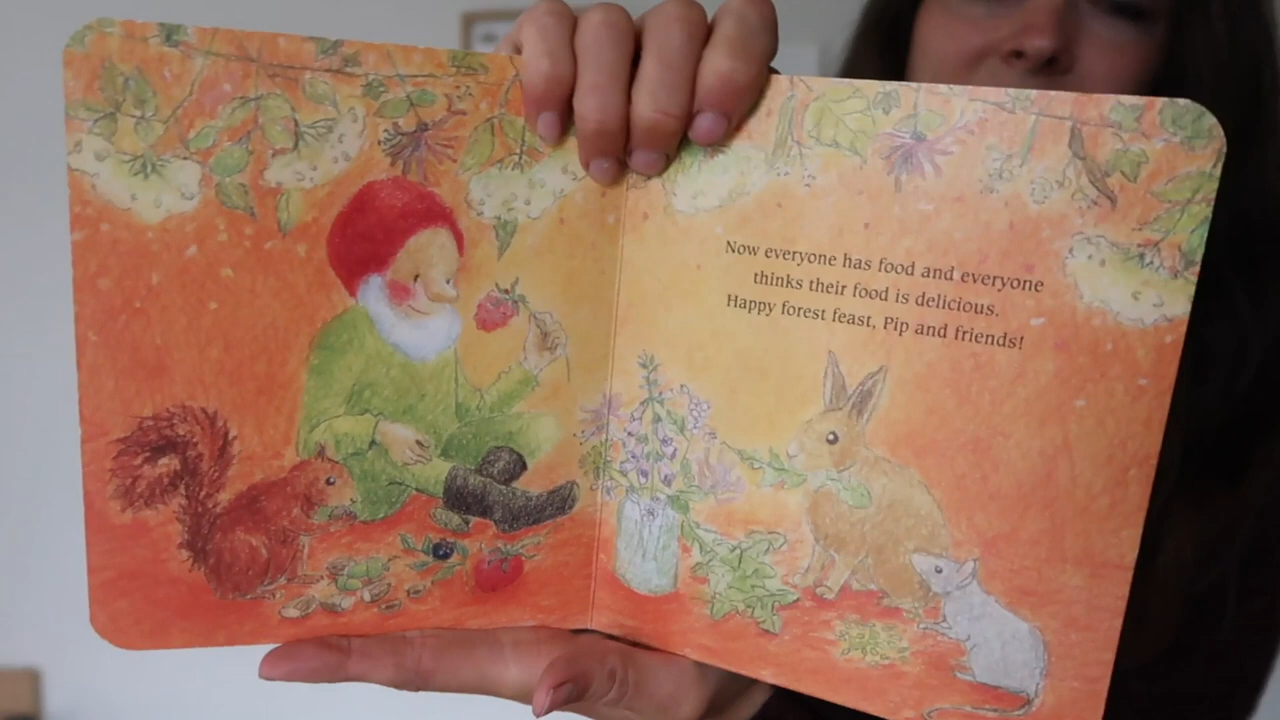 Now everyone has food and everyone
thinks their food is delicious.
Happy forest feast, Pip and friends!